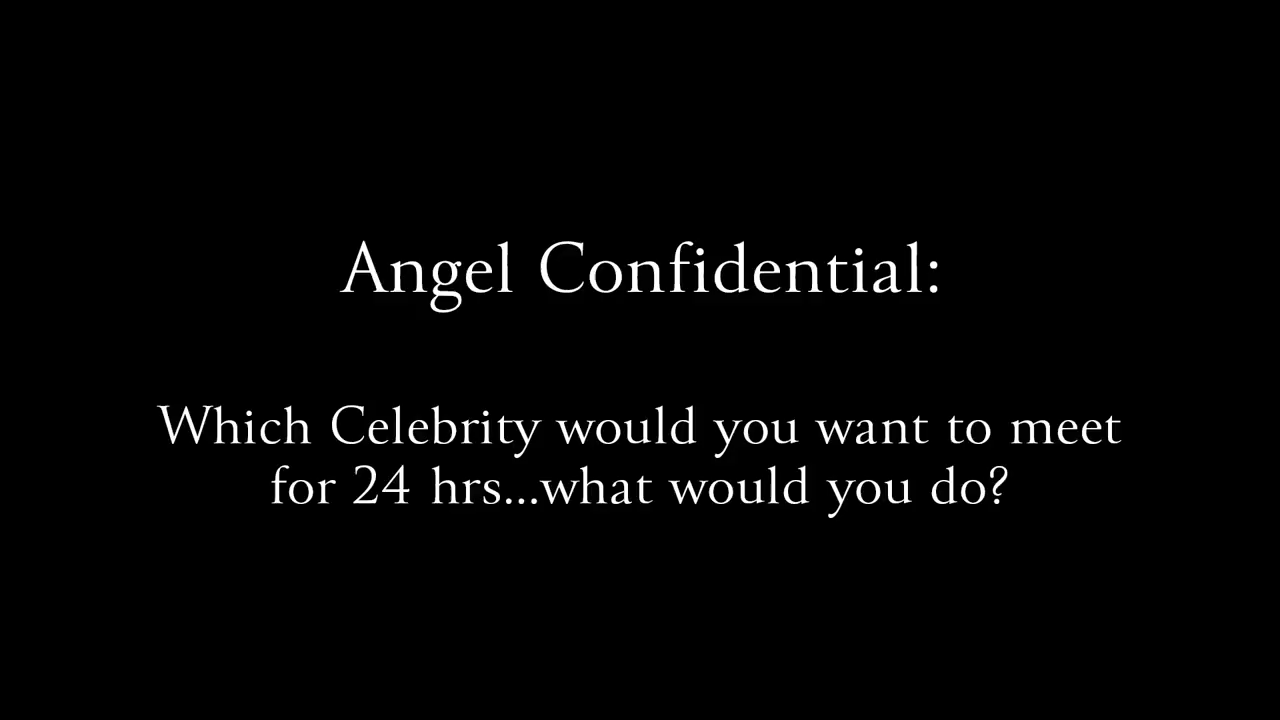 Angel Confidential:
Which Celebrity would you want to meet
for 24 hrs...what would you do?